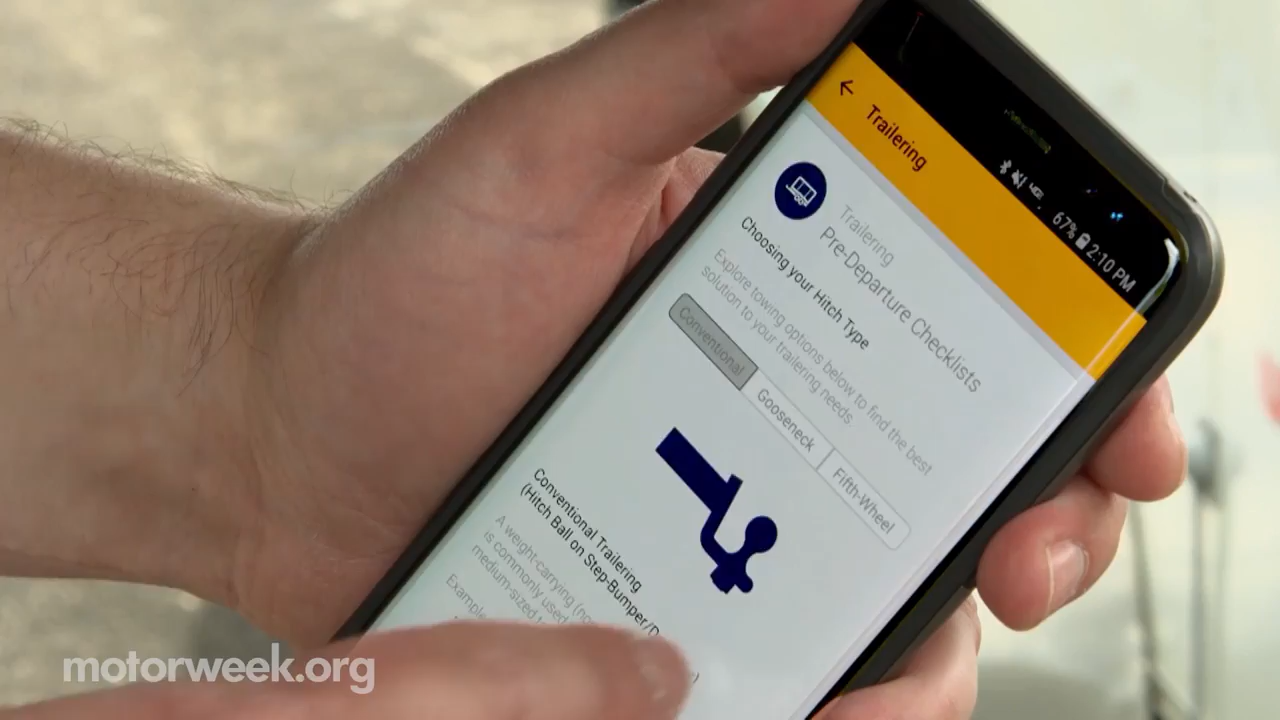 67% 2:10 PM
Trailering
Trailering
Pre-Departure Checklists
Choosing your Hitch Type
Explore towing options below to find the best
solution to your trailering needs.
Conventional Gooseneck Fifth-Wheel
Conventional Trailering
(Hitch Ball on Step-Bumper/D
A weight-carrying
is commonly used
medium-sized
motorweek.org